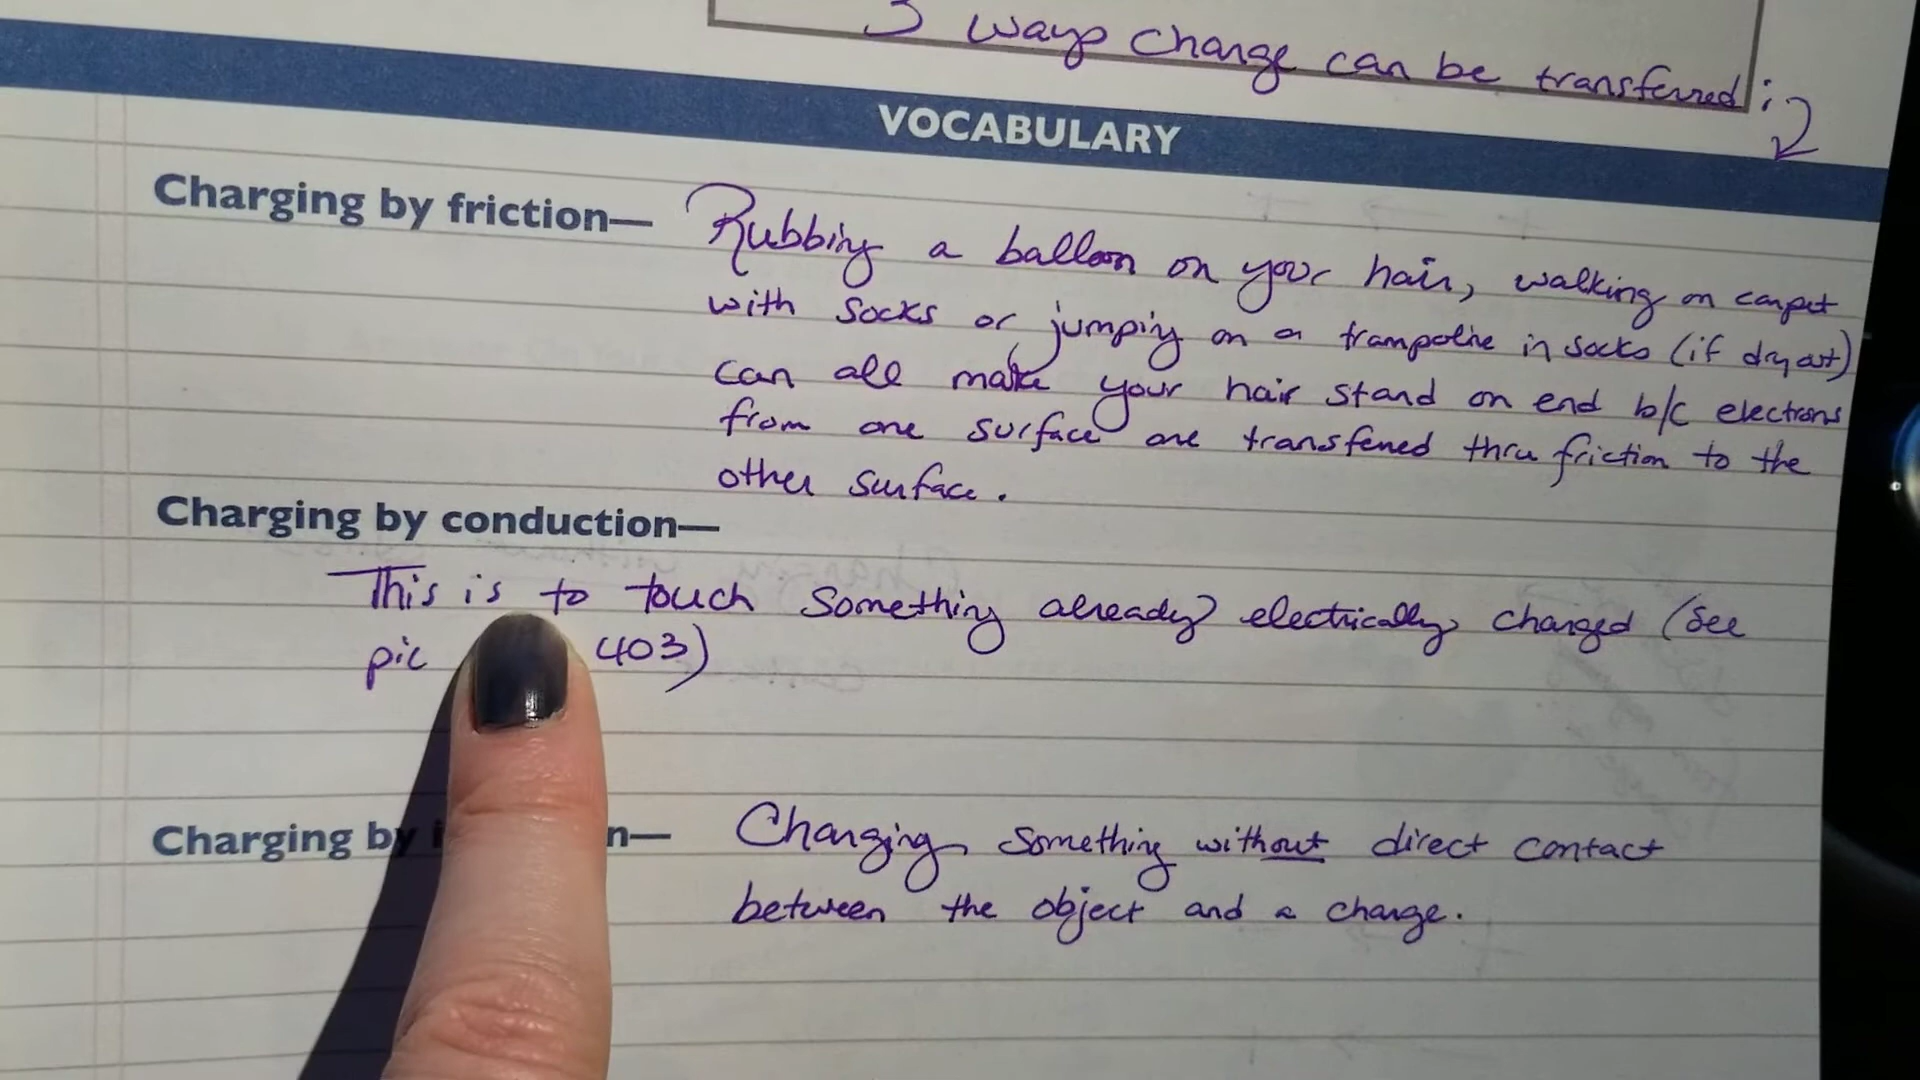 3 ways charge can be transferred:
VOCABULARY
Charging by friction— Rubbing a balloon on your hair, walking on carpet
with socks or jumping on a trampoline in socks (if dry out)
can all make your hair stand on end b/c electrons
from one surface are transferred thru friction to the
other surface.
Charging by conduction—
This is to touch something already electrically charged (see
pic 403)
Charging by — Charging something without direct contact
between the object and a charge.